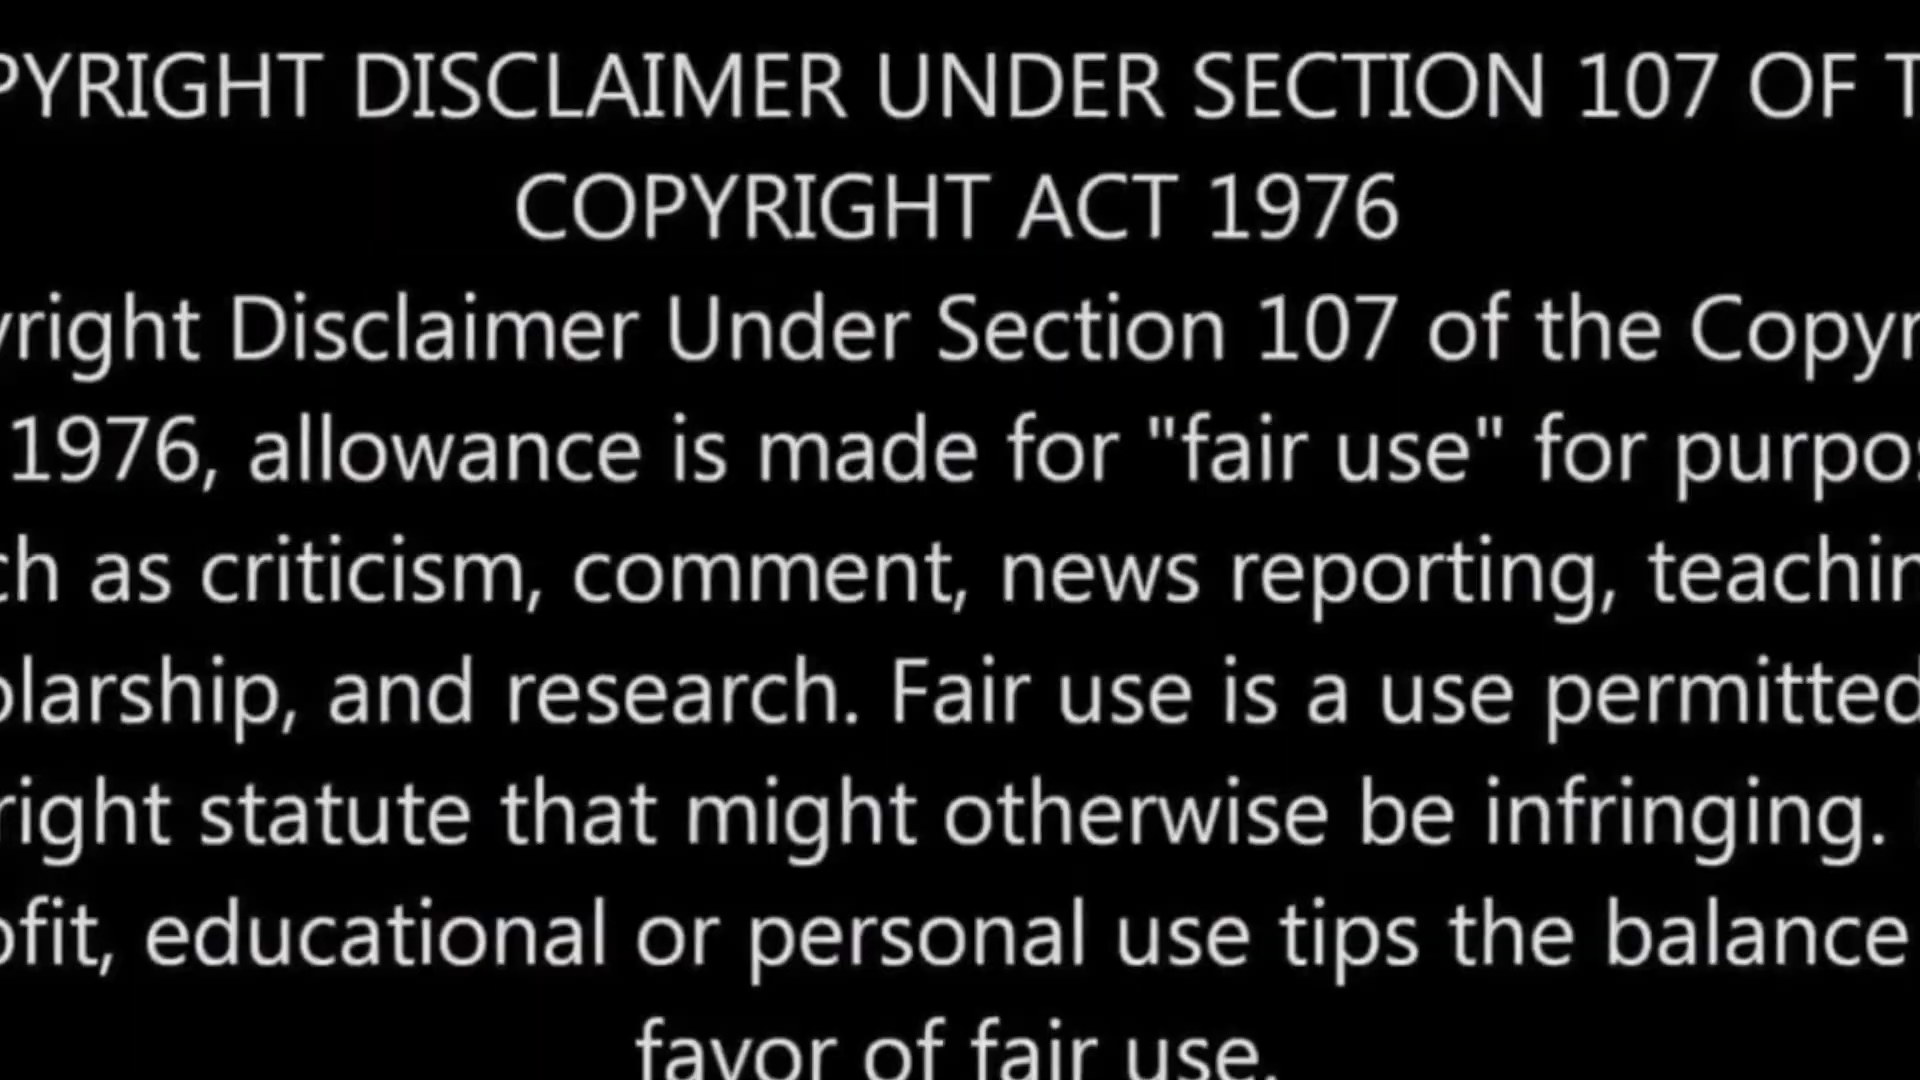 PYRIGHT DISCLAIMER UNDER SECTION 107 OF T
COPYRIGHT ACT 1976
yright Disclaimer Under Section 107 of the Copyr
1976, allowance is made for "fair use" for purpos
ch as criticism, comment, news reporting, teachin
olarship, and research. Fair use is a use permitted
right statute that might otherwise be infringing.
ofit, educational or personal use tips the balance
favor of fair use.